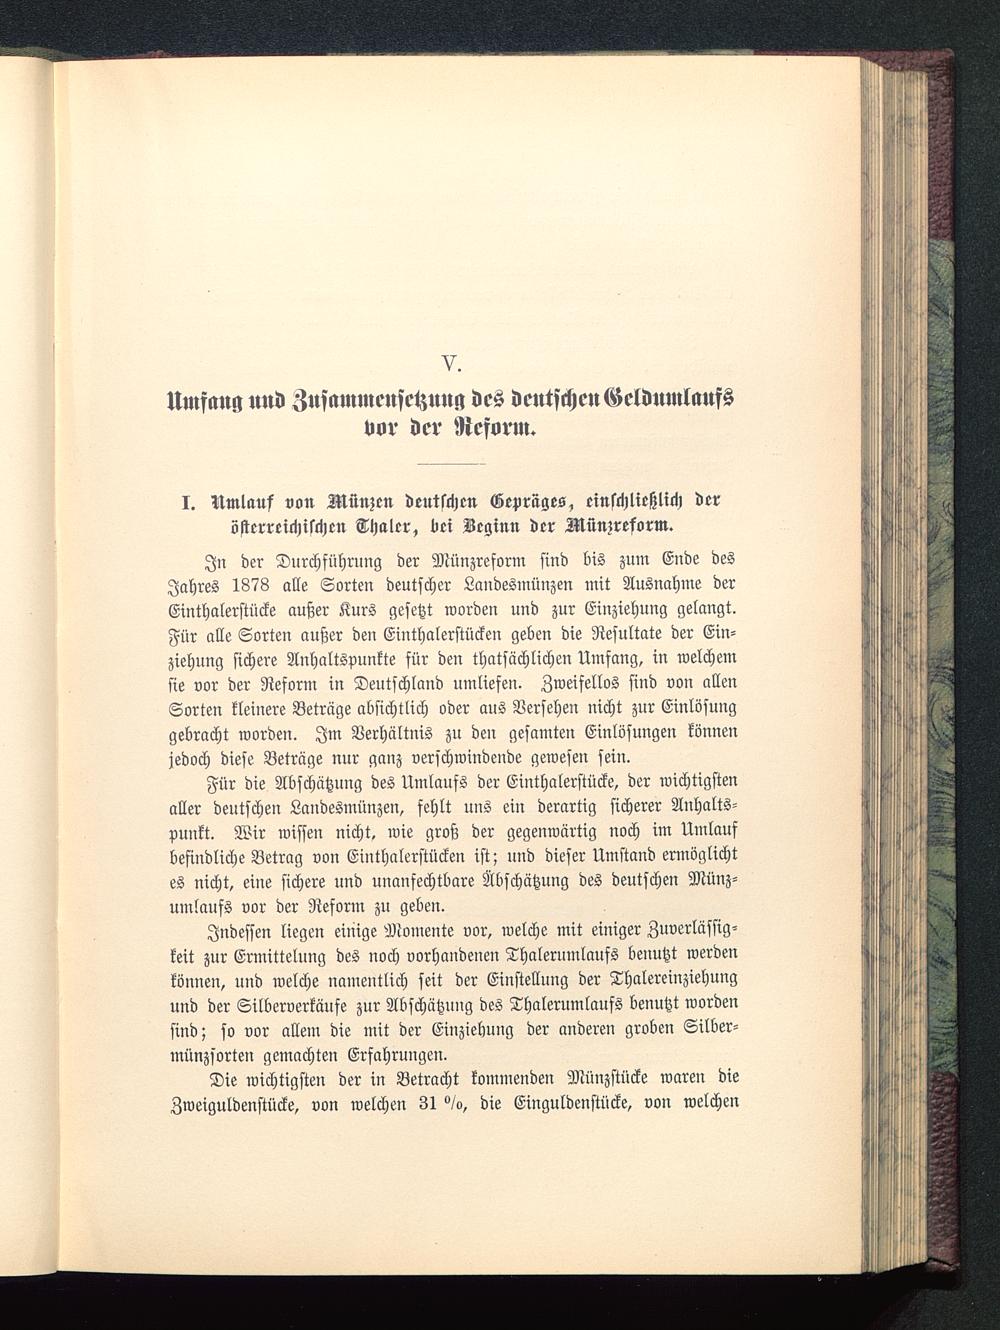 V.
Umfang und Zusammensetzung des deutschen Geldumlaufs
vor der Reform.
I. Umlauf von Münzen deutschen Gepräges, einschließlich der
österreichischen Thaler, bei Beginn der Münzreform.
In der Durchführung der Münzreform sind bis zum Ende des
Jahres 1878 alle Sorten deutscher Landesmünzen mit Ausnahme der
Einthalerstücke außer Kurs gesetzt worden und zur Einziehung gelangt.
Für alle Sorten außer den Einthalerstücken geben die Resultate der Ein-
ziehung sichere Anhaltspunkte für den thatsächlichen Umfang, in welchem
sie vor der Reform in Deutschland umliefen. Zweifellos sind von allen
Sorten kleinere Beträge absichtlich oder aus Versehen nicht zur Einlösung
gebracht worden. Im Verhältnis zu den gesamten Einlösungen können
jedoch diese Beträge nur ganz verschwindende gewesen sein.
Für die Abschätzung des Umlaufs der Einthalerstücke, der wichtigsten
aller deutschen Landesmünzen, fehlt uns ein derartig sicherer Anhalts-
punkt. Wir wissen nicht, wie groß der gegenwärtig noch im Umlauf
befindliche Betrag von Einthalerstücken ist; und dieser Umstand ermöglicht
es nicht, eine sichere und unanfechtbare Abschätzung des deutschen Münz-
umlaufs vor der Reform zu geben.
Indessen liegen einige Momente vor, welche mit einiger Zuverlässig-
keit zur Ermittelung des noch vorhandenen Thalerumlaufs benutzt werden
können, und welche namentlich seit der Einstellung der Thalereinziehung
und der Silberverkäufe zur Abschätzung des Thalerumlaufs benutzt worden
sind; so vor allem die mit der Einziehung der anderen groben Silber-
münzsorten gemachten Erfahrungen.
Die wichtigsten der in Betracht kommenden Münzstücke waren die
Zweiguldenstücke, von welchen 31 %, die Einguldenstücke, von welchen